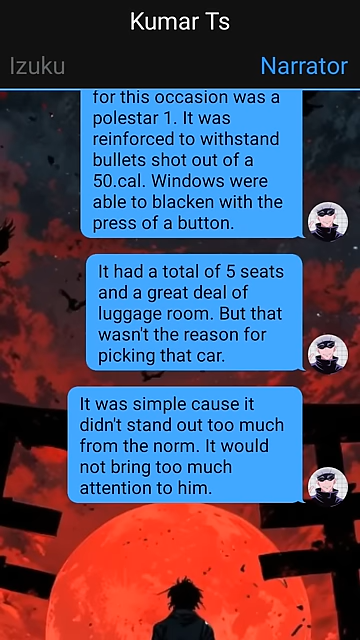 Kumar Ts
Izuku
Narrator
for this occasion was a
polestar 1. It was
reinforced to withstand
bullets shot out of a
50.cal. Windows were
able to blacken with the
press of a button.
It had a total of 5 seats
and a great deal of
luggage room. But that
wasn't the reason for
picking that car.
It was simple cause it
didn't stand out too much
from the norm. It would
not bring too much
attention to him.